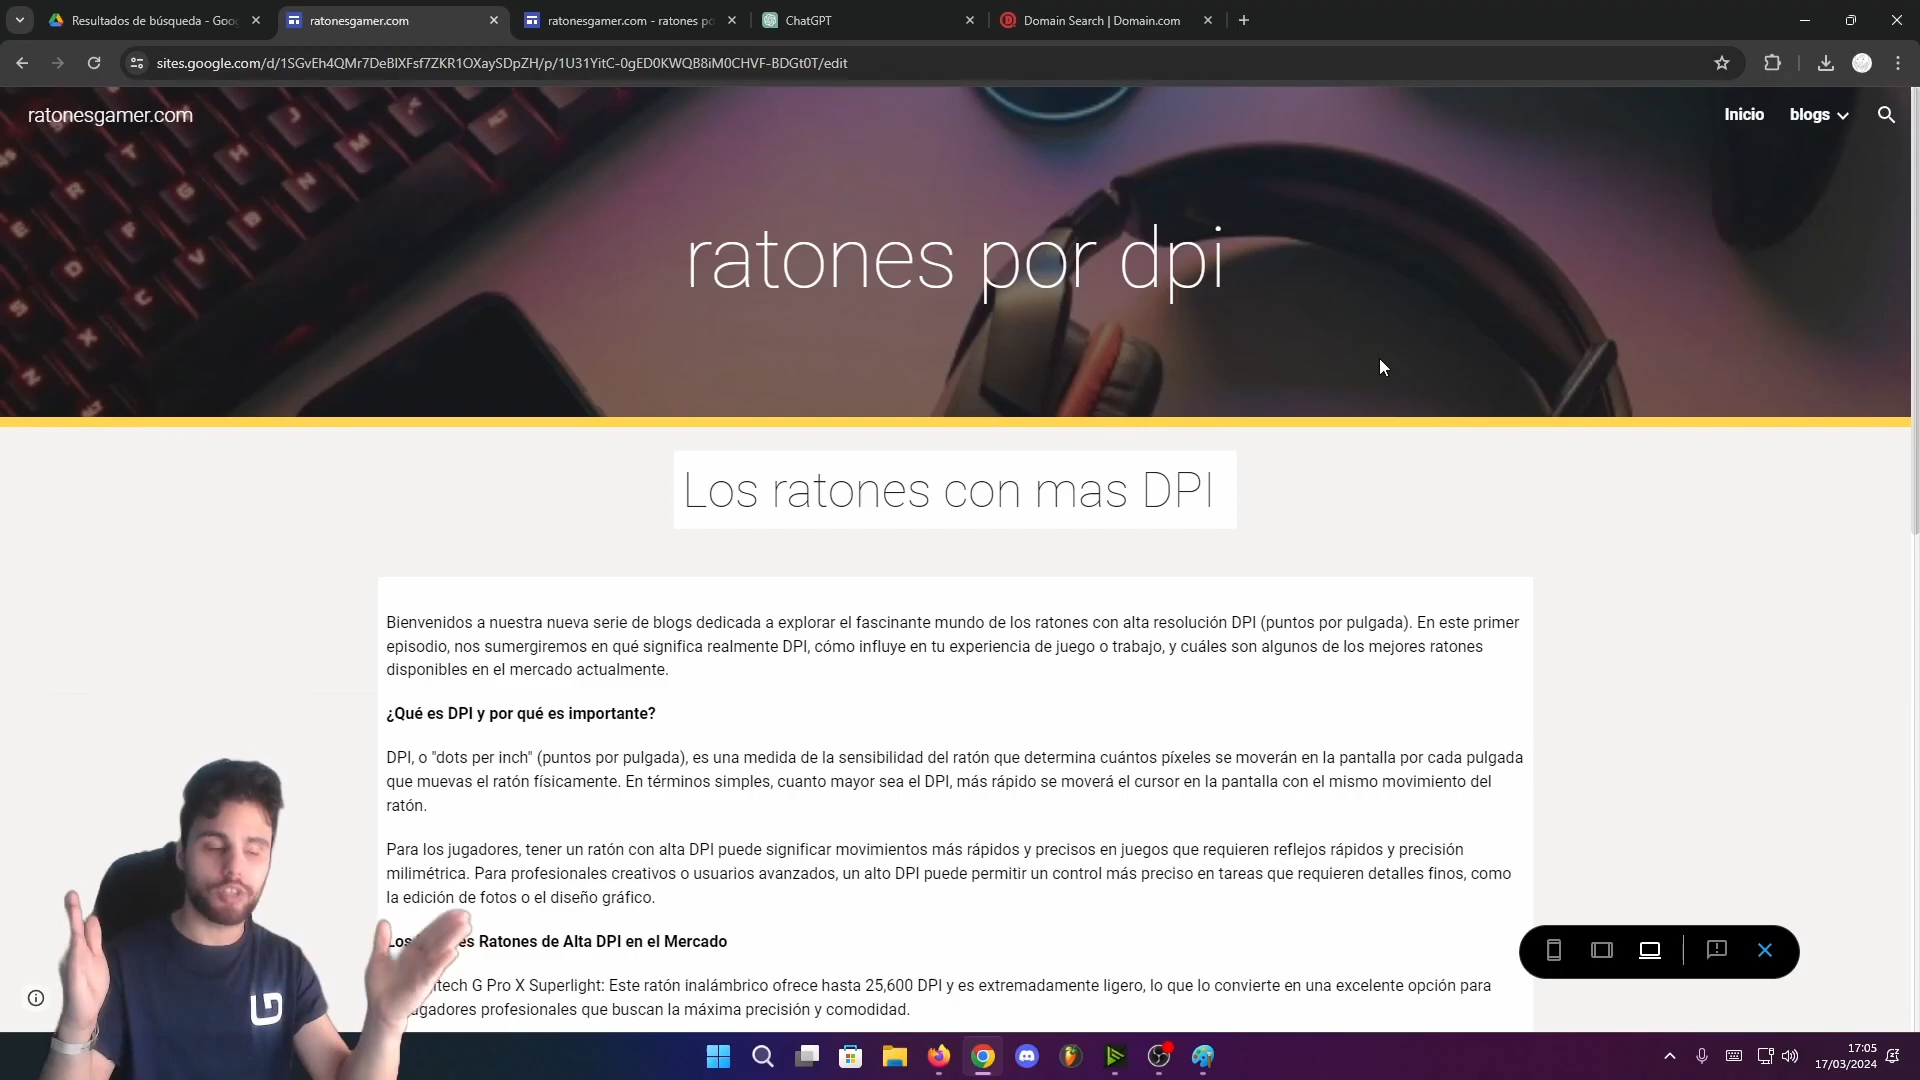 Resultados de búsqueda - Goo
ratonesgamer.com
ratonesgamer.com - ratones po
ChatGPT
Domain Search | Domain.com
sites.google.com/d/1SGvEh4QMr7DeBlXFsf7ZKR1OXaySDpZH/p/1U31YitC-0gED0KWQB8iM0CHVF-BDGt0T/edit
ratonesgamer.com
Inicio
blogs
ratones por dpi
Los ratones con mas DPI
Bienvenidos a nuestra nueva serie de blogs dedicada a explorar el fascinante mundo de los ratones con alta resolución DPI (puntos por pulgada). En este primer
episodio, nos sumergiremos en qué significa realmente DPI, cómo influye en tu experiencia de juego o trabajo, y cuáles son algunos de los mejores ratones
disponibles en el mercado actualmente.
¿Qué es DPI y por qué es importante?
DPI, o "dots per inch" (puntos por pulgada), es una medida de la sensibilidad del ratón que determina cuántos píxeles se moverán en la pantalla por cada pulgada
que muevas el ratón físicamente. En términos simples, cuanto mayor sea el DPI, más rápido se moverá el cursor en la pantalla con el mismo movimiento del
ratón.
Para los jugadores, tener un ratón con alta DPI puede significar movimientos más rápidos y precisos en juegos que requieren reflejos rápidos y precisión
milimétrica. Para profesionales creativos o usuarios avanzados, un alto DPI puede permitir un control más preciso en tareas que requieren detalles finos, como
la edición de fotos o el diseño gráfico.
Los es Ratones de Alta DPI en el Mercado
itech G Pro X Superlight: Este ratón inalámbrico ofrece hasta 25,600 DPI y es extremadamente ligero, lo que lo convierte en una excelente opción para
ugadores profesionales que buscan la máxima precisión y comodidad.
17:05
17/03/2024